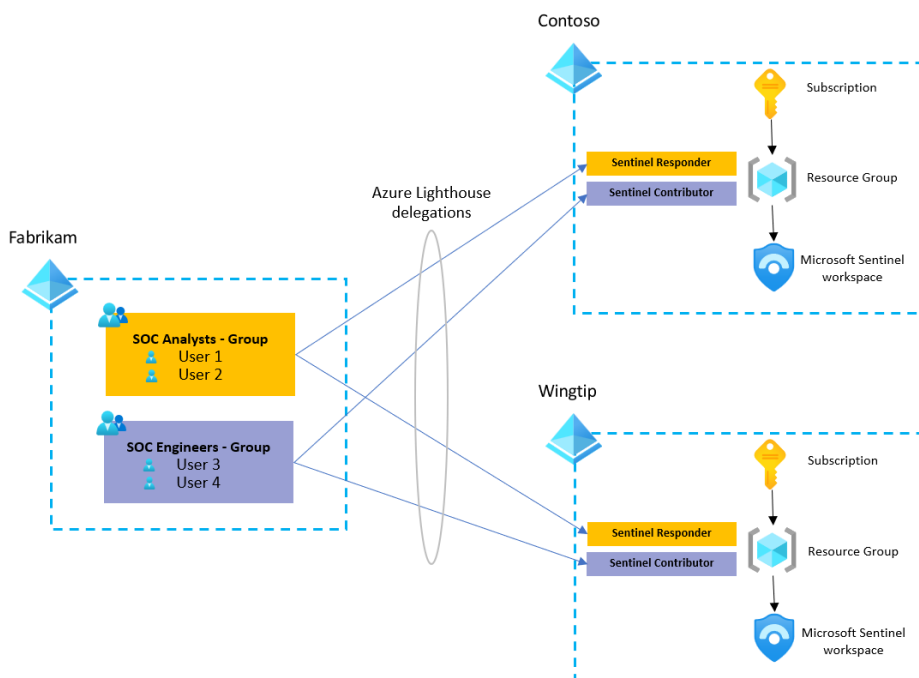 Contoso
Subscription
Sentinel Responder
Sentinel Contributor
Resource Group
Microsoft Sentinel
workspace
Azure Lighthouse
delegations
Fabrikam
SOC Analysts - Group
User 1
User 2
SOC Engineers - Group
User 3
User 4
Wingtip
Subscription
Sentinel Responder
Sentinel Contributor
Resource Group
Microsoft Sentinel
workspace